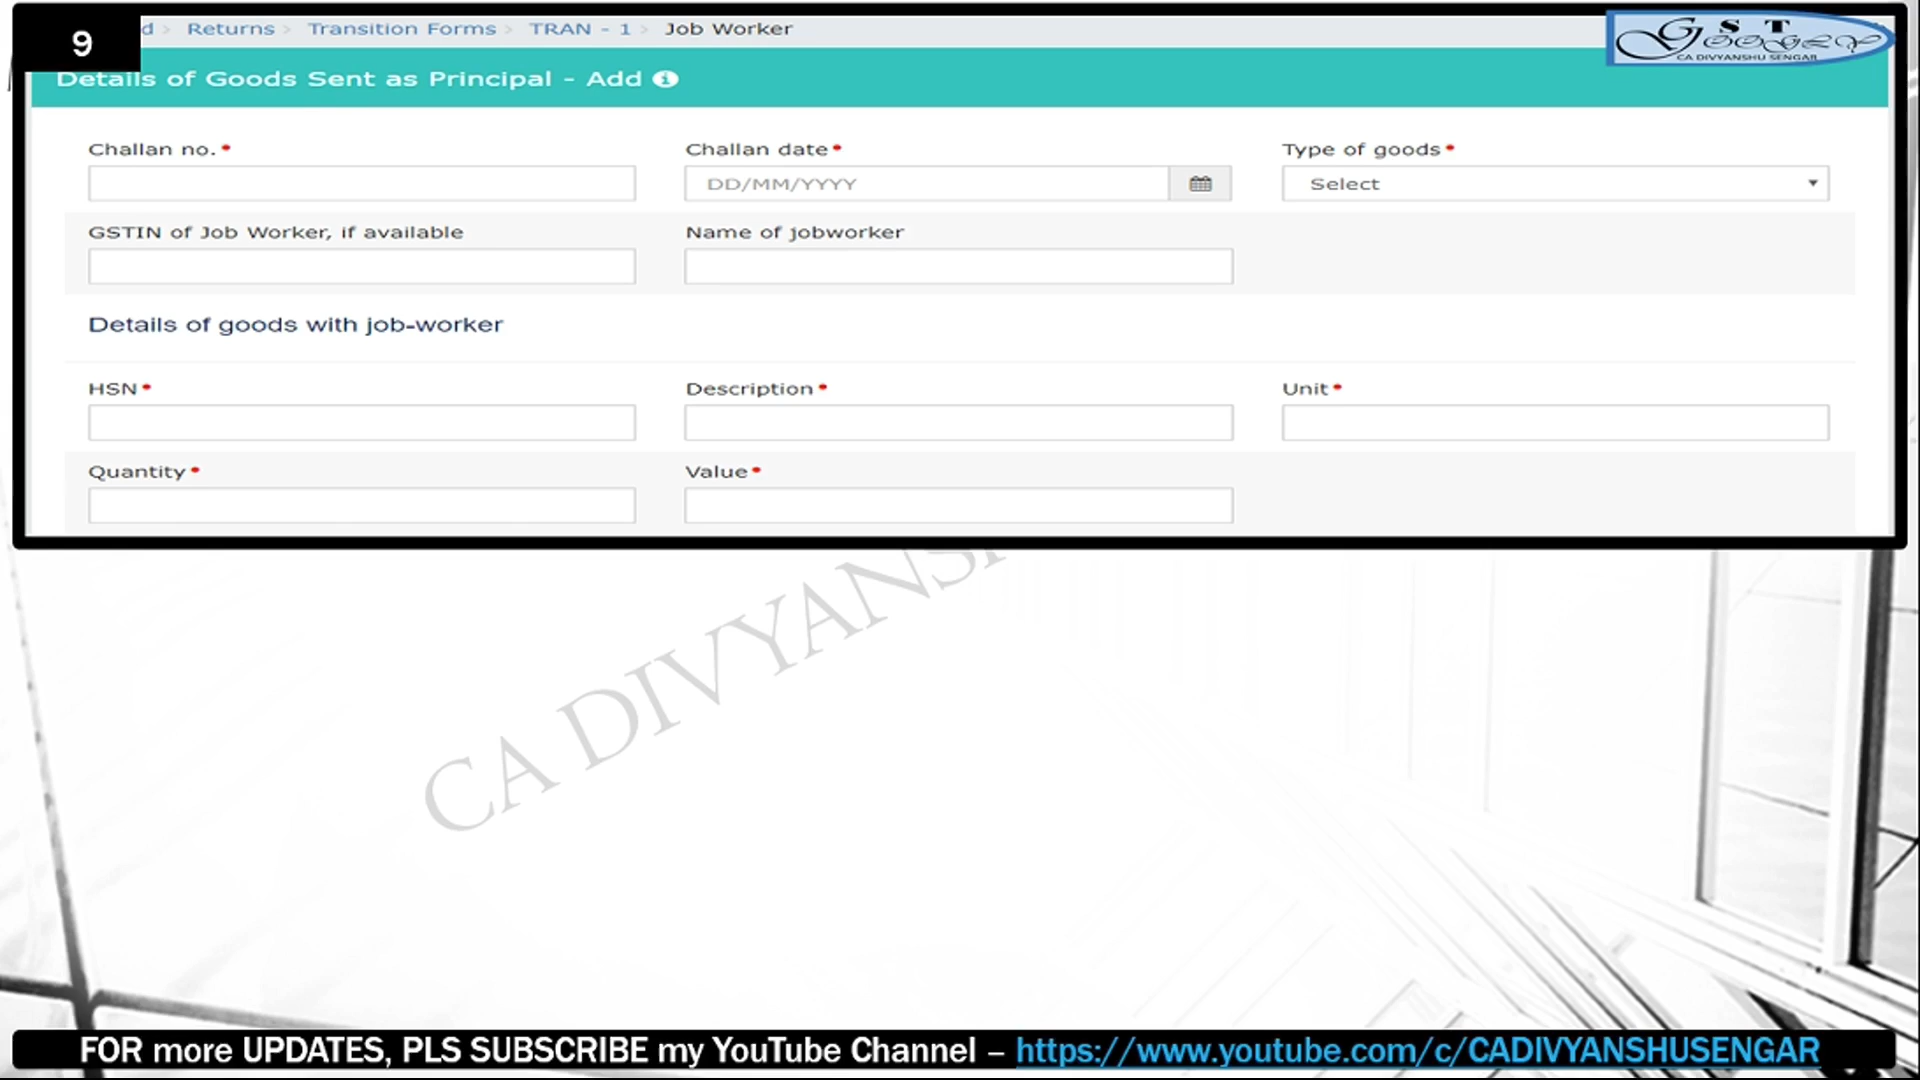 9
d > Returns > Transition Forms > TRAN - 1 > Job Worker
GST
GOOGLY
CA DIVYANSHU SENGAR
Details of Goods Sent as Principal - Add
Challan no.•
Challan date•
Type of goods•
DD/MM/YYYY
Select
GSTIN of Job Worker, if available
Name of jobworker
Details of goods with job-worker
HSN•
Description•
Unit•
Quantity•
Value•
CA DIVYANS
FOR more UPDATES, PLS SUBSCRIBE my YouTube Channel – https://www.youtube.com/c/CADIVYANSHUSENGAR